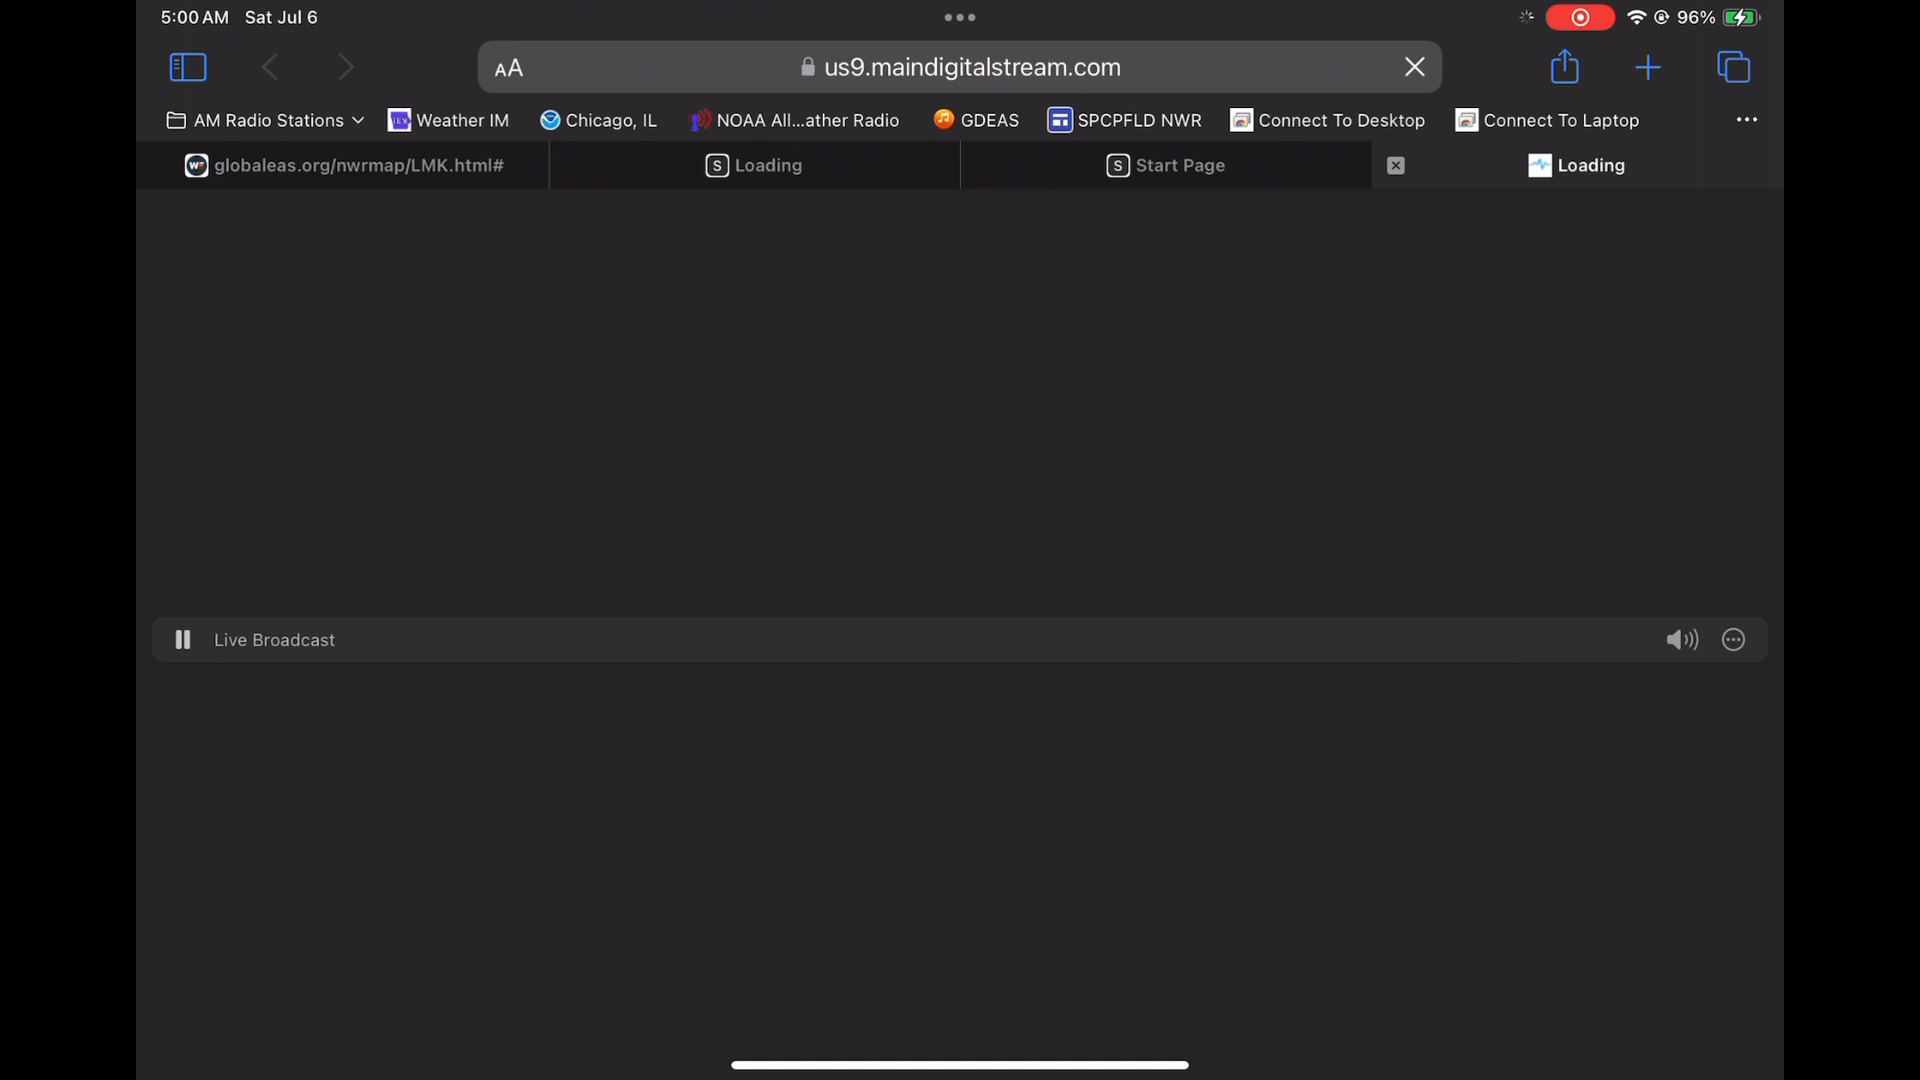 5:00 AM Sat Jul 6
96%
AA us9.maindigitalstream.com
AM Radio Stations Weather IM Chicago, IL NOAA All...ather Radio GDEAS SPCPFLD NWR Connect To Desktop Connect To Laptop
globaleas.org/nwrmap/LMK.html# S Loading S Start Page Loading
Live Broadcast